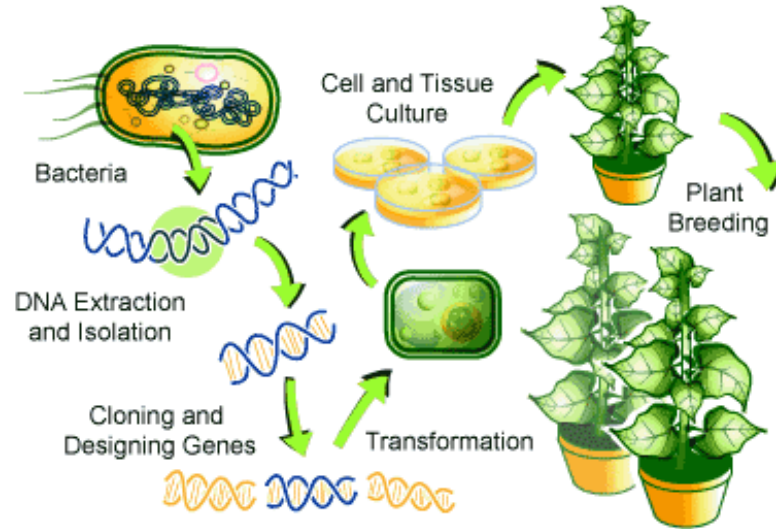 Bacteria
DNA Extraction
and Isolation
Cloning and
Designing Genes
Transformation
Cell and Tissue
Culture
Plant
Breeding